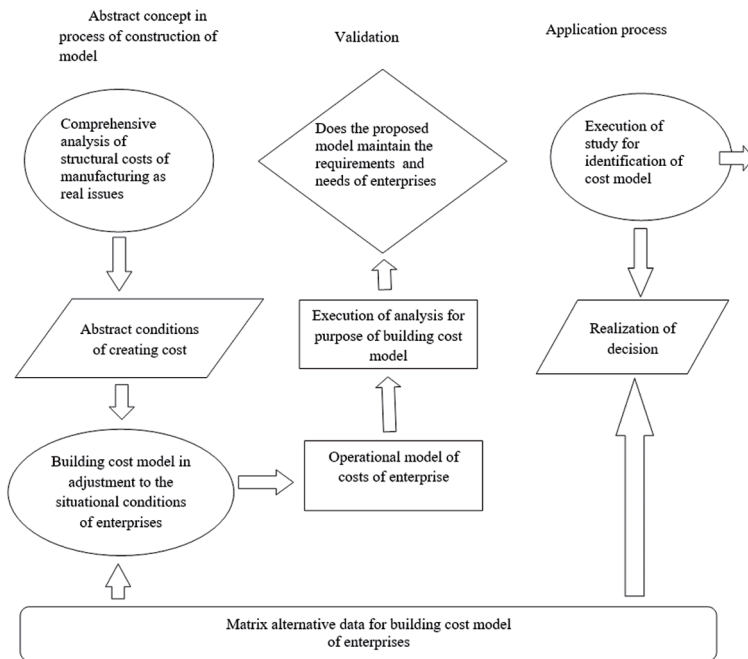 Abstract concept in
process of construction of
model
Validation
Application process
Comprehensive
analysis of
structural costs of
manufacturing as
real issues
Does the proposed
model maintain the
requirements and
needs of enterprises
Execution of
study for
identification of
cost model
Abstract conditions
of creating cost
Execution of analysis for
purpose of building cost
model
Realization of
decision
Building cost model in
adjustment to the
situational conditions
of enterprises
Operational model of
costs of enterprise
Matrix alternative data for building cost model
of enterprises